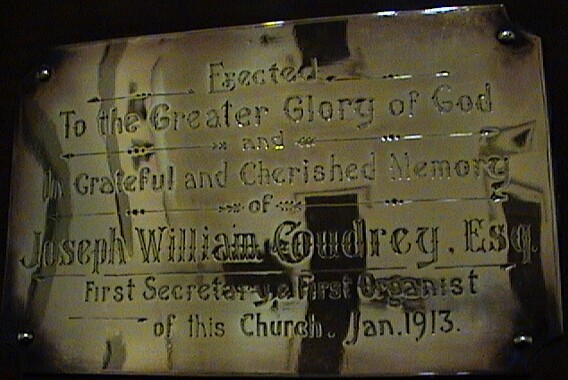 Erected
To the Greater Glory of God
and
In Grateful and Cherished Memory
of
Joseph William Coudrey, Esq.
First Secretary, & First Organist
of this Church. Jan. 1913.